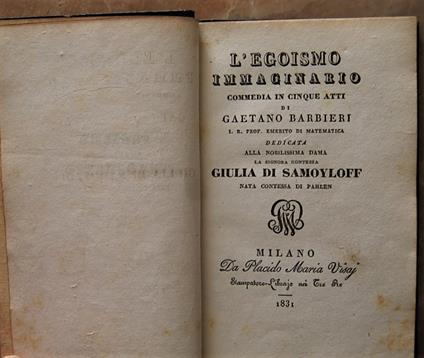 L'EGOISMO
IMMAGINARIO
COMMEDIA IN CINQUE ATTI
DI
GAETANO BARBIERI
I. R. PROF. EMERITO DI MATEMATICA
DEDICATA
ALLA NOBILISSIMA DAMA
LA SIGNORA CONTESSA
GIULIA DI SAMOYLOFF
NATA CONTESSA DI PAHLEN
MILANO
Da Placido Maria Visaj
Stampatore-Librajo nei Tre Re
1831